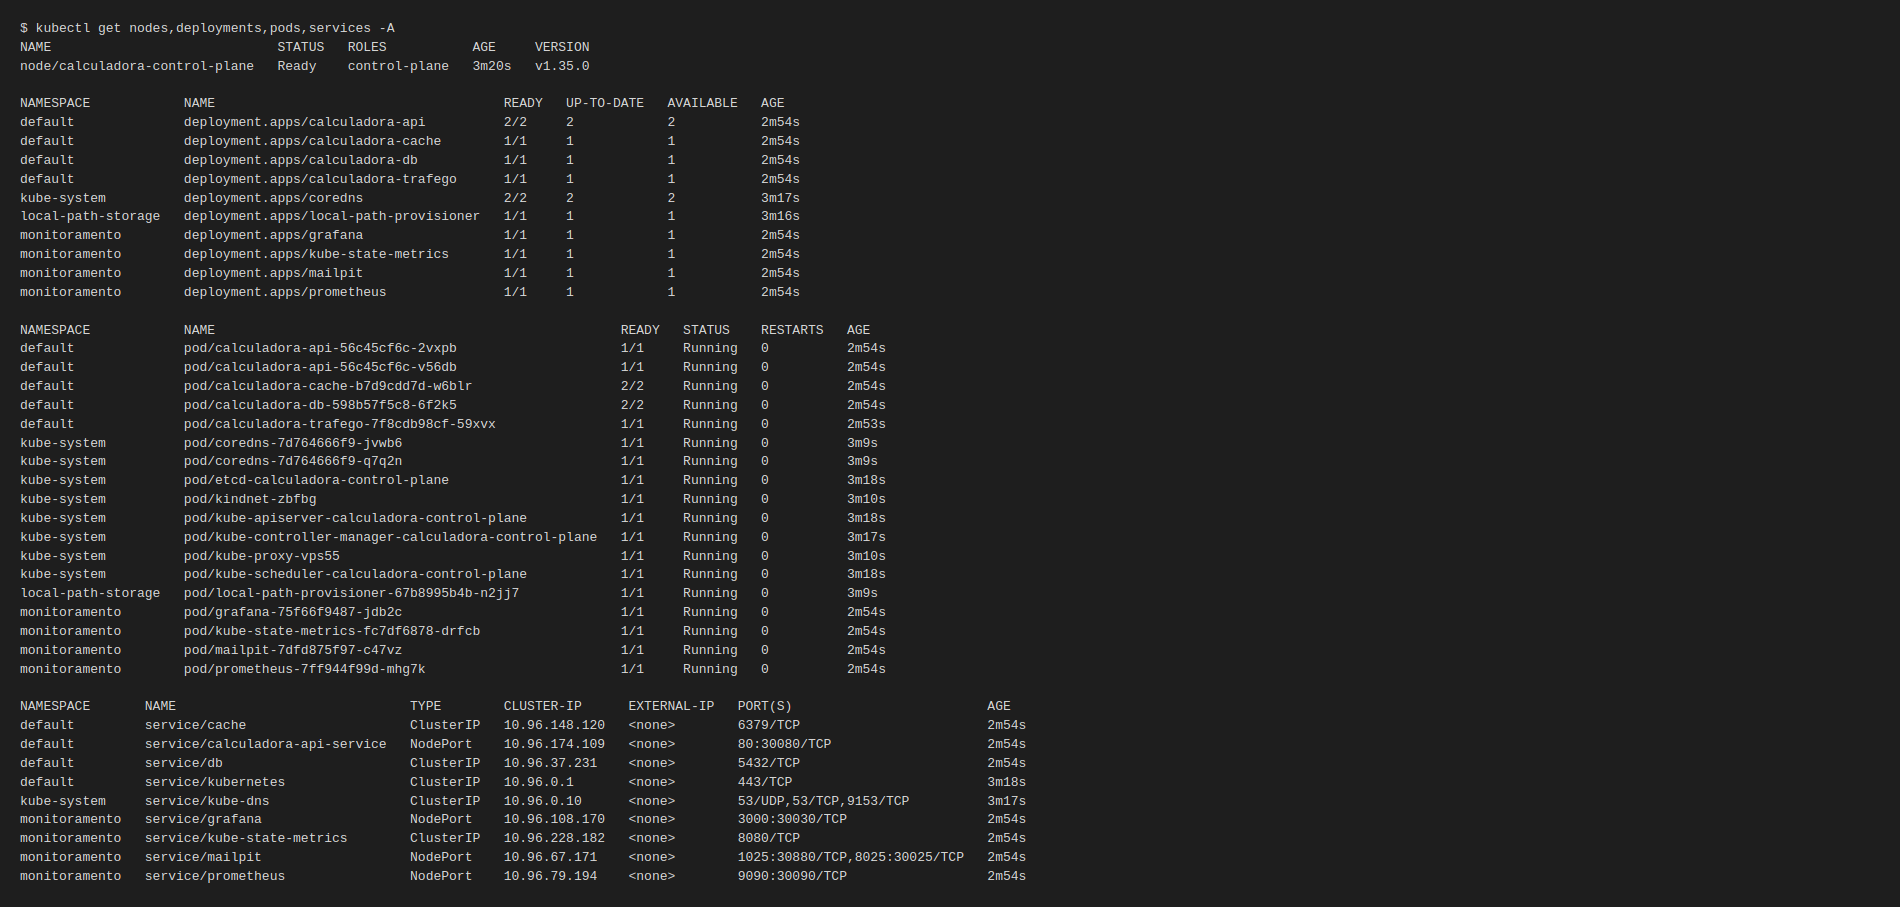 $ kubectl get nodes,deployments,pods,services -A
NAME                             STATUS   ROLES           AGE     VERSION
node/calculadora-control-plane   Ready    control-plane   3m20s   v1.35.0

NAMESPACE            NAME                                     READY   UP-TO-DATE   AVAILABLE   AGE
default              deployment.apps/calculadora-api          2/2     2            2           2m54s
default              deployment.apps/calculadora-cache        1/1     1            1           2m54s
default              deployment.apps/calculadora-db           1/1     1            1           2m54s
default              deployment.apps/calculadora-trafego      1/1     1            1           2m54s
kube-system          deployment.apps/coredns                  2/2     2            2           3m17s
local-path-storage   deployment.apps/local-path-provisioner   1/1     1            1           3m16s
monitoramento        deployment.apps/grafana                  1/1     1            1           2m54s
monitoramento        deployment.apps/kube-state-metrics       1/1     1            1           2m54s
monitoramento        deployment.apps/mailpit                  1/1     1            1           2m54s
monitoramento        deployment.apps/prometheus               1/1     1            1           2m54s

NAMESPACE            NAME                                                    READY   STATUS    RESTARTS   AGE
default              pod/calculadora-api-56c45cf6c-2vxpb                     1/1     Running   0          2m54s
default              pod/calculadora-api-56c45cf6c-v56db                     1/1     Running   0          2m54s
default              pod/calculadora-cache-b7d9cdd7d-w6blr                   2/2     Running   0          2m54s
default              pod/calculadora-db-598b57f5c8-6f2k5                     2/2     Running   0          2m54s
default              pod/calculadora-trafego-7f8cdb98cf-59xvx                1/1     Running   0          2m53s
kube-system          pod/coredns-7d764666f9-jvwb6                            1/1     Running   0          3m9s
kube-system          pod/coredns-7d764666f9-q7q2n                            1/1     Running   0          3m9s
kube-system          pod/etcd-calculadora-control-plane                      1/1     Running   0          3m18s
kube-system          pod/kindnet-zbfbg                                       1/1     Running   0          3m10s
kube-system          pod/kube-apiserver-calculadora-control-plane            1/1     Running   0          3m18s
kube-system          pod/kube-controller-manager-calculadora-control-plane   1/1     Running   0          3m17s
kube-system          pod/kube-proxy-vps55                                    1/1     Running   0          3m10s
kube-system          pod/kube-scheduler-calculadora-control-plane            1/1     Running   0          3m18s
local-path-storage   pod/local-path-provisioner-67b8995b4b-n2jj7             1/1     Running   0          3m9s
monitoramento        pod/grafana-75f66f9487-jdb2c                            1/1     Running   0          2m54s
monitoramento        pod/kube-state-metrics-fc7df6878-drfcb                  1/1     Running   0          2m54s
monitoramento        pod/mailpit-7dfd875f97-c47vz                            1/1     Running   0          2m54s
monitoramento        pod/prometheus-7ff944f99d-mhg7k                         1/1     Running   0          2m54s

NAMESPACE       NAME                              TYPE        CLUSTER-IP      EXTERNAL-IP   PORT(S)                         AGE
default         service/cache                     ClusterIP   10.96.148.120   <none>        6379/TCP                        2m54s
default         service/calculadora-api-service   NodePort    10.96.174.109   <none>        80:30080/TCP                    2m54s
default         service/db                        ClusterIP   10.96.37.231    <none>        5432/TCP                        2m54s
default         service/kubernetes                ClusterIP   10.96.0.1       <none>        443/TCP                         3m18s
kube-system     service/kube-dns                  ClusterIP   10.96.0.10      <none>        53/UDP,53/TCP,9153/TCP          3m17s
monitoramento   service/grafana                   NodePort    10.96.108.170   <none>        3000:30030/TCP                  2m54s
monitoramento   service/kube-state-metrics        ClusterIP   10.96.228.182   <none>        8080/TCP                        2m54s
monitoramento   service/mailpit                   NodePort    10.96.67.171    <none>        1025:30880/TCP,8025:30025/TCP   2m54s
monitoramento   service/prometheus                NodePort    10.96.79.194    <none>        9090:30090/TCP                  2m54s